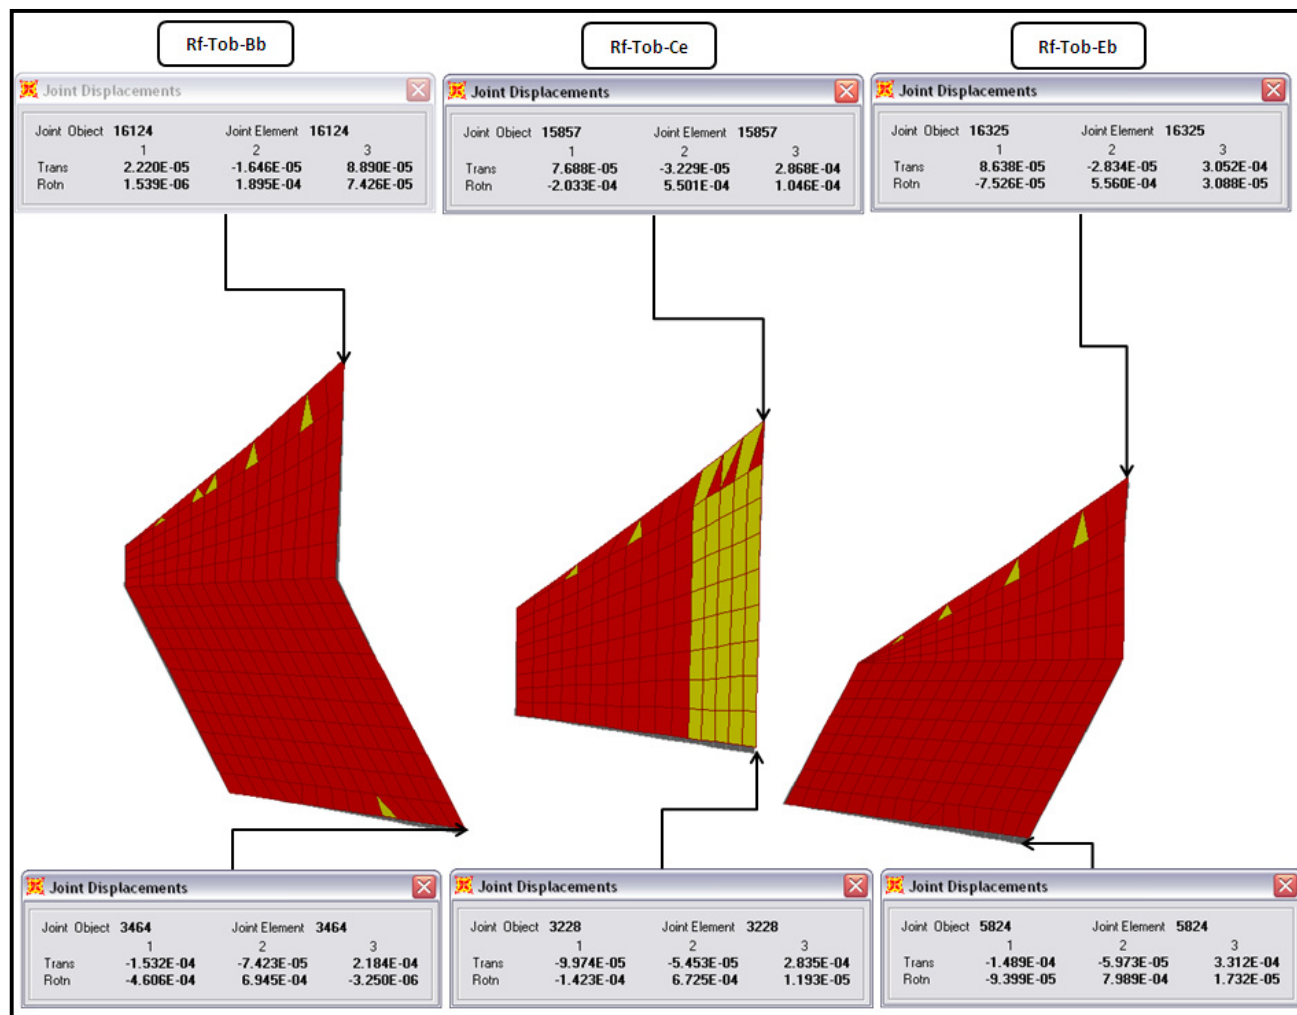 Rf-Tob-Bb
Rf-Tob-Ce
Rf-Tob-Eb
Joint Displacements
Joint Object 16124 Joint Element 16124
1 2 3
Trans 2.220E-05 -1.646E-05 8.890E-05
Rotn 1.539E-06 1.895E-04 7.426E-05
Joint Displacements
Joint Object 15857 Joint Element 15857
1 2 3
Trans 7.688E-05 -3.229E-05 2.868E-04
Rotn -2.033E-04 5.501E-04 1.046E-04
Joint Displacements
Joint Object 16325 Joint Element 16325
1 2 3
Trans 8.638E-05 -2.834E-05 3.052E-04
Rotn -7.526E-05 5.560E-04 3.088E-05
Joint Displacements
Joint Object 3464 Joint Element 3464
1 2 3
Trans -1.532E-04 -7.423E-05 2.184E-04
Rotn -4.606E-04 6.945E-04 -3.250E-06
Joint Displacements
Joint Object 3228 Joint Element 3228
1 2 3
Trans -9.974E-05 -5.453E-05 2.835E-04
Rotn -1.423E-04 6.725E-04 1.193E-05
Joint Displacements
Joint Object 5824 Joint Element 5824
1 2 3
Trans -1.489E-04 -5.973E-05 3.312E-04
Rotn -9.399E-05 7.989E-04 1.732E-05